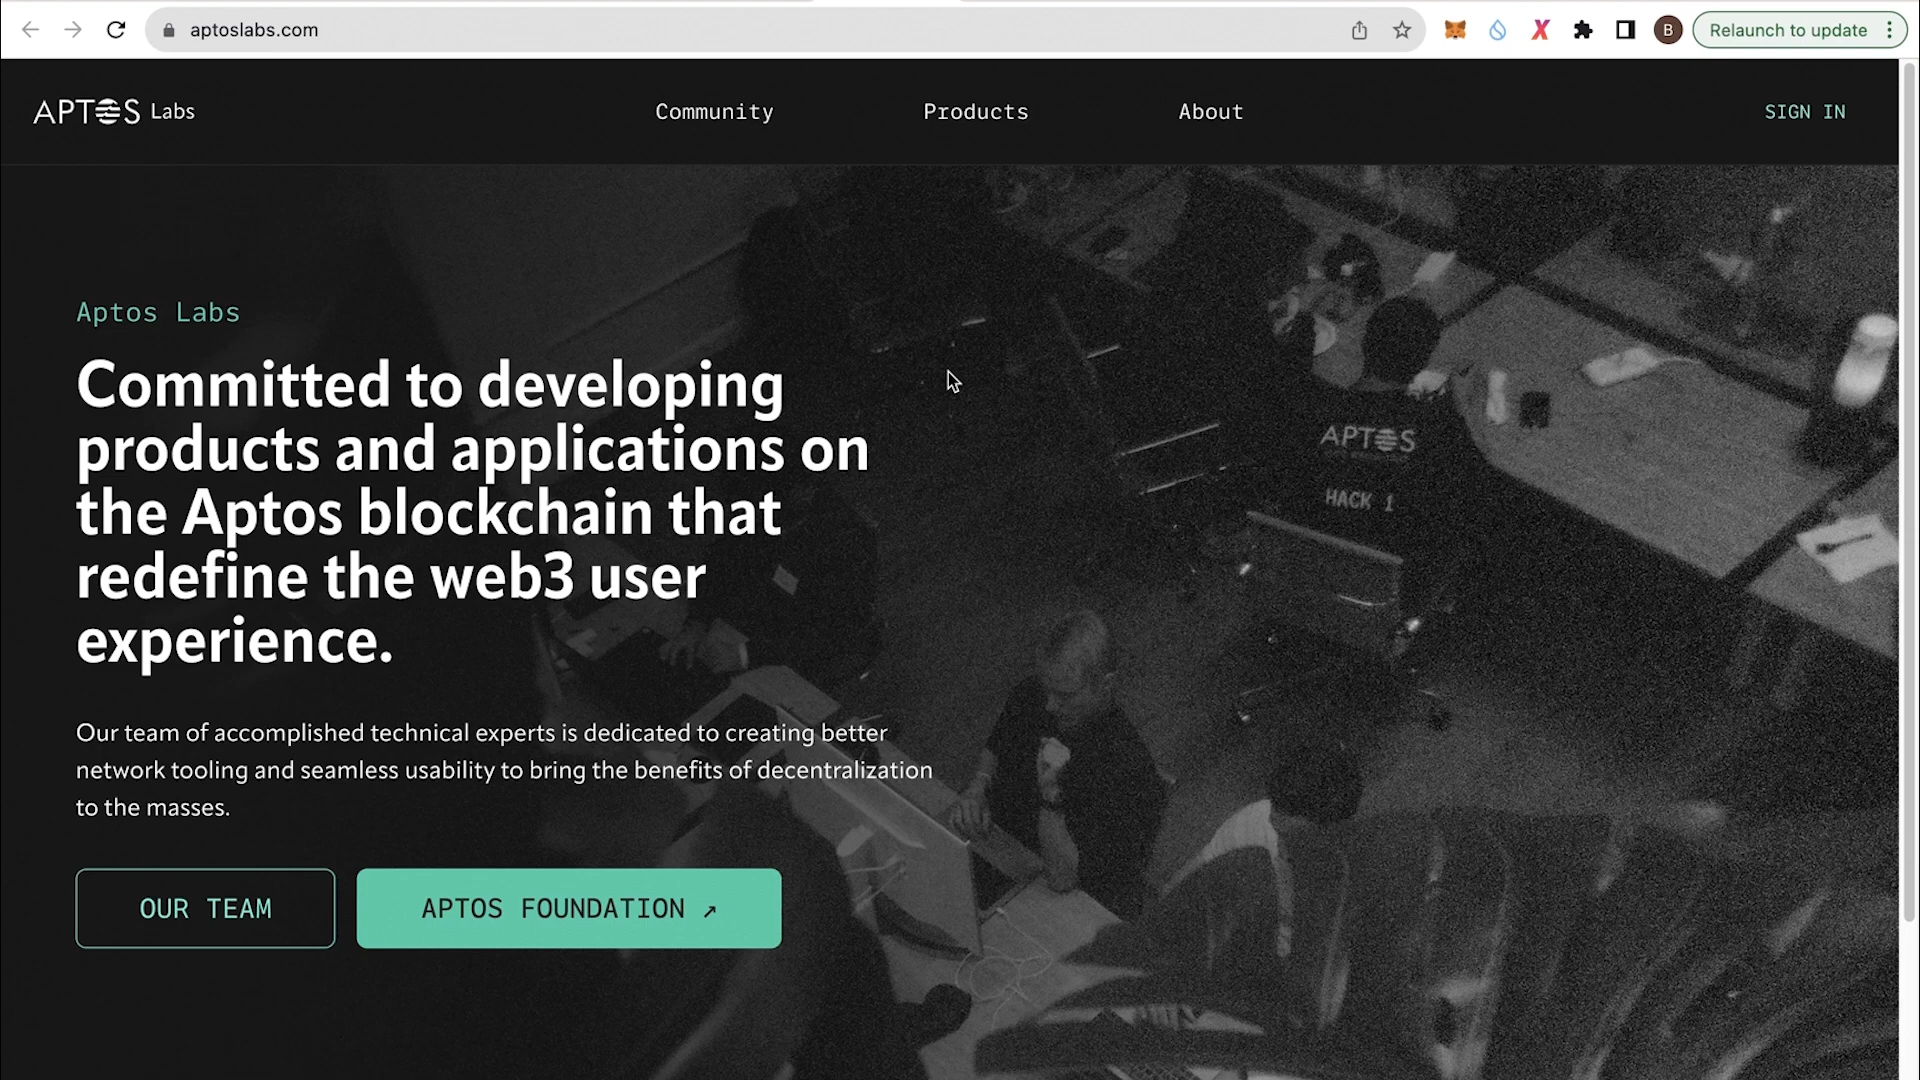 aptoslabs.com
B
Relaunch to update
APTOS Labs
Community
Products
About
SIGN IN
Aptos Labs
Committed to developing
products and applications on
the Aptos blockchain that
redefine the web3 user
experience.
APTOS
HACK 1
Our team of accomplished technical experts is dedicated to creating better
network tooling and seamless usability to bring the benefits of decentralization
to the masses.
OUR TEAM
APTOS FOUNDATION ↗